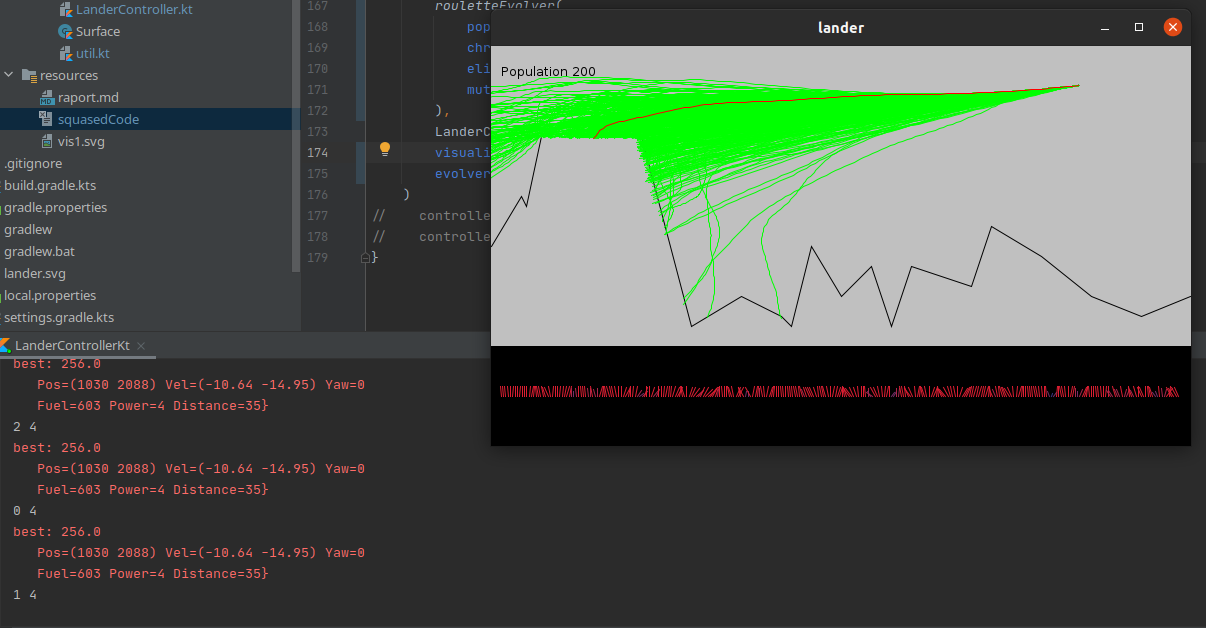 LanderController.kt
Surface
util.kt
resources
raport.md
squasedCode
vis1.svg
.gitignore
build.gradle.kts
gradle.properties
gradlew
gradlew.bat
lander.svg
local.properties
settings.gradle.kts
167 rouletteEvolver(
168 pop
169 chr
170 eli
171 mut
172 ),
173 LanderC
174 visuali
175 evolver
176 )
177 // controlle
178 // controlle
179 }
lander
Population 200
LanderControllerKt
best: 256.0
Pos=(1030 2088) Vel=(-10.64 -14.95) Yaw=0
Fuel=603 Power=4 Distance=35}
2 4
best: 256.0
Pos=(1030 2088) Vel=(-10.64 -14.95) Yaw=0
Fuel=603 Power=4 Distance=35}
0 4
best: 256.0
Pos=(1030 2088) Vel=(-10.64 -14.95) Yaw=0
Fuel=603 Power=4 Distance=35}
1 4